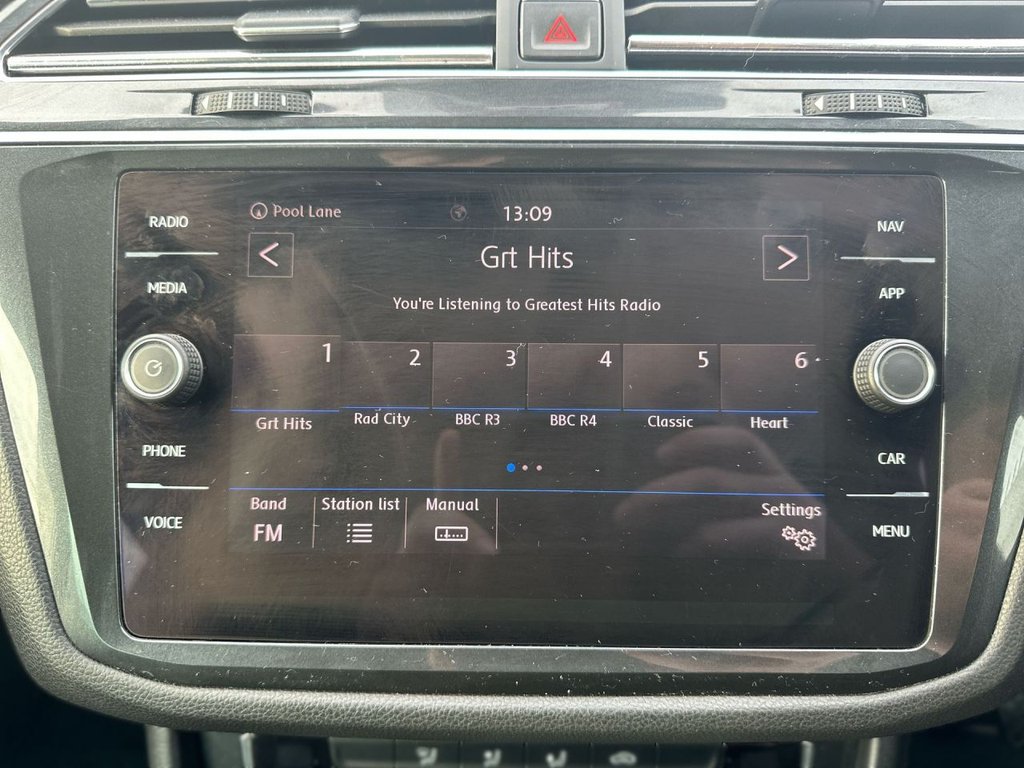 RADIO
MEDIA
PHONE
VOICE
Pool Lane
13:09
Grt Hits
You're Listening to Greatest Hits Radio
1 2 3 4 5 6
Grt Hits Rad City BBC R3 BBC R4 Classic Heart
Band Station list Manual Settings
FM
NAV
APP
CAR
MENU